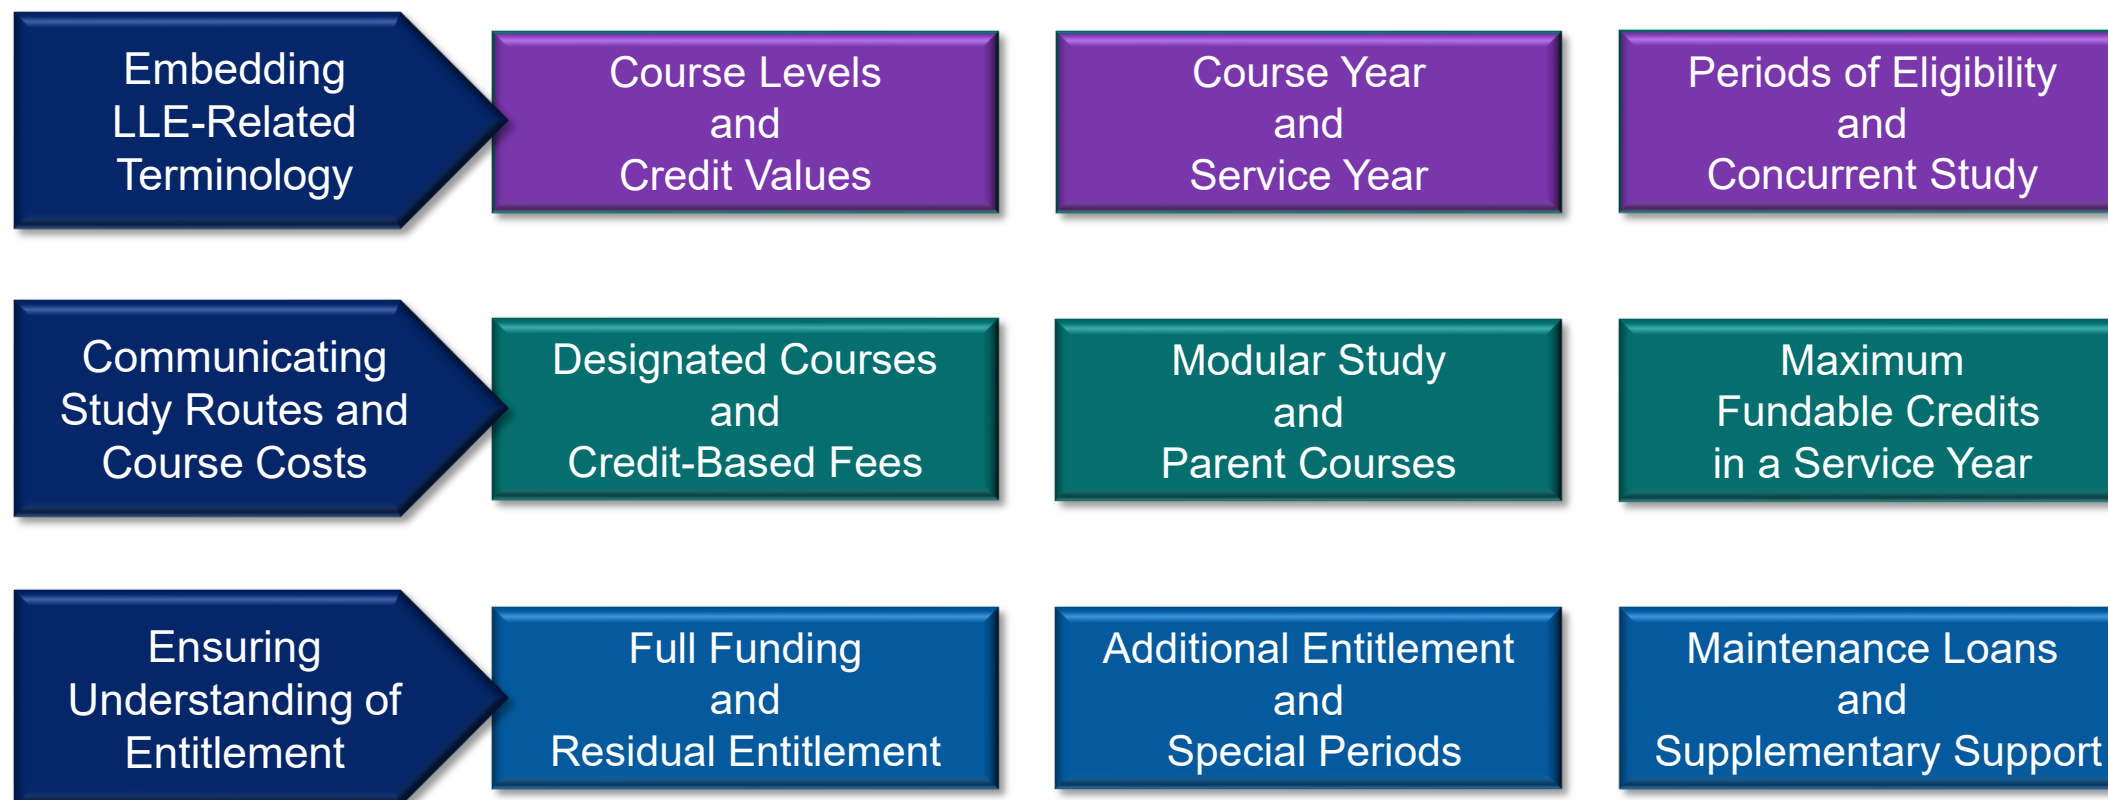 Embedding
LLE-Related
Terminology
Course Levels
and
Credit Values
Course Year
and
Service Year
Periods of Eligibility
and
Concurrent Study
Communicating
Study Routes and
Course Costs
Designated Courses
and
Credit-Based Fees
Modular Study
and
Parent Courses
Maximum
Fundable Credits
in a Service Year
Ensuring
Understanding of
Entitlement
Full Funding
and
Residual Entitlement
Additional Entitlement
and
Special Periods
Maintenance Loans
and
Supplementary Support